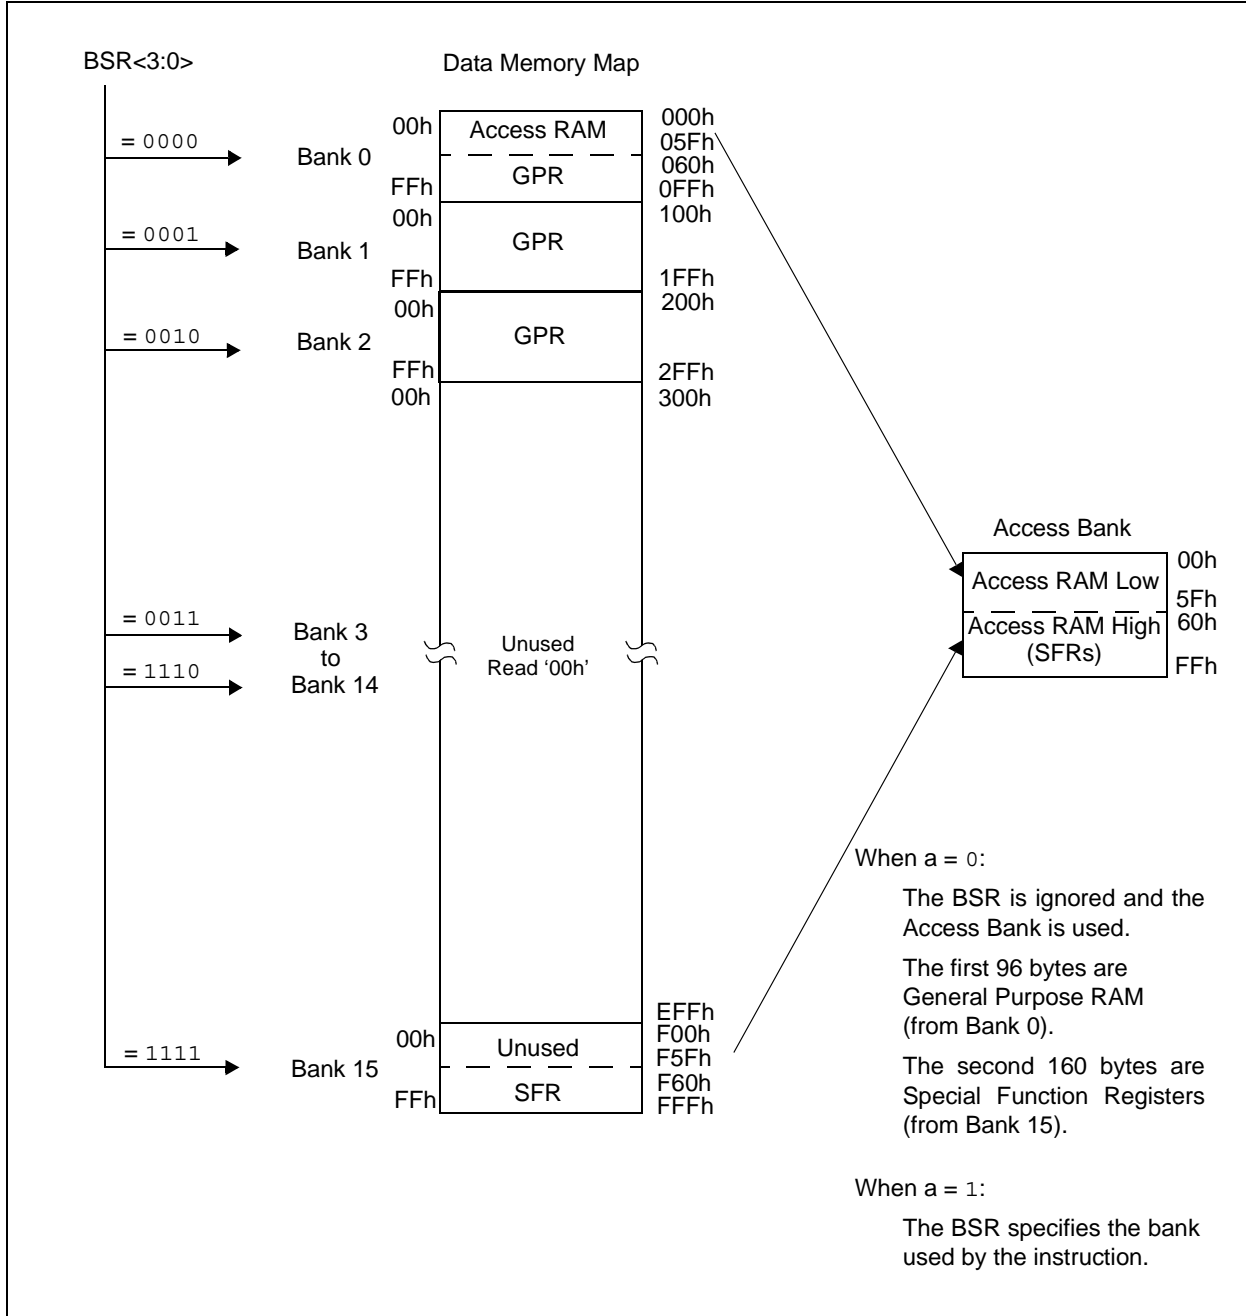 BSR<3:0>
Data Memory Map
= 0000
Bank 0
00h
Access RAM
000h
05Fh
060h
FFh
GPR
0FFh
= 0001
Bank 1
00h
GPR
100h
FFh
1FFh
= 0010
Bank 2
00h
GPR
200h
FFh
2FFh
00h
300h
Access Bank
Access RAM Low
00h
5Fh
Access RAM High
(SFRs)
60h
FFh
= 0011
Bank 3
to
= 1110
Bank 14
Unused
Read ‘00h’
EFFh
= 1111
Bank 15
00h
Unused
F00h
F5Fh
FFh
SFR
F60h
FFFh
When a = 0:
The BSR is ignored and the
Access Bank is used.
The first 96 bytes are
General Purpose RAM
(from Bank 0).
The second 160 bytes are
Special Function Registers
(from Bank 15).
When a = 1:
The BSR specifies the bank
used by the instruction.